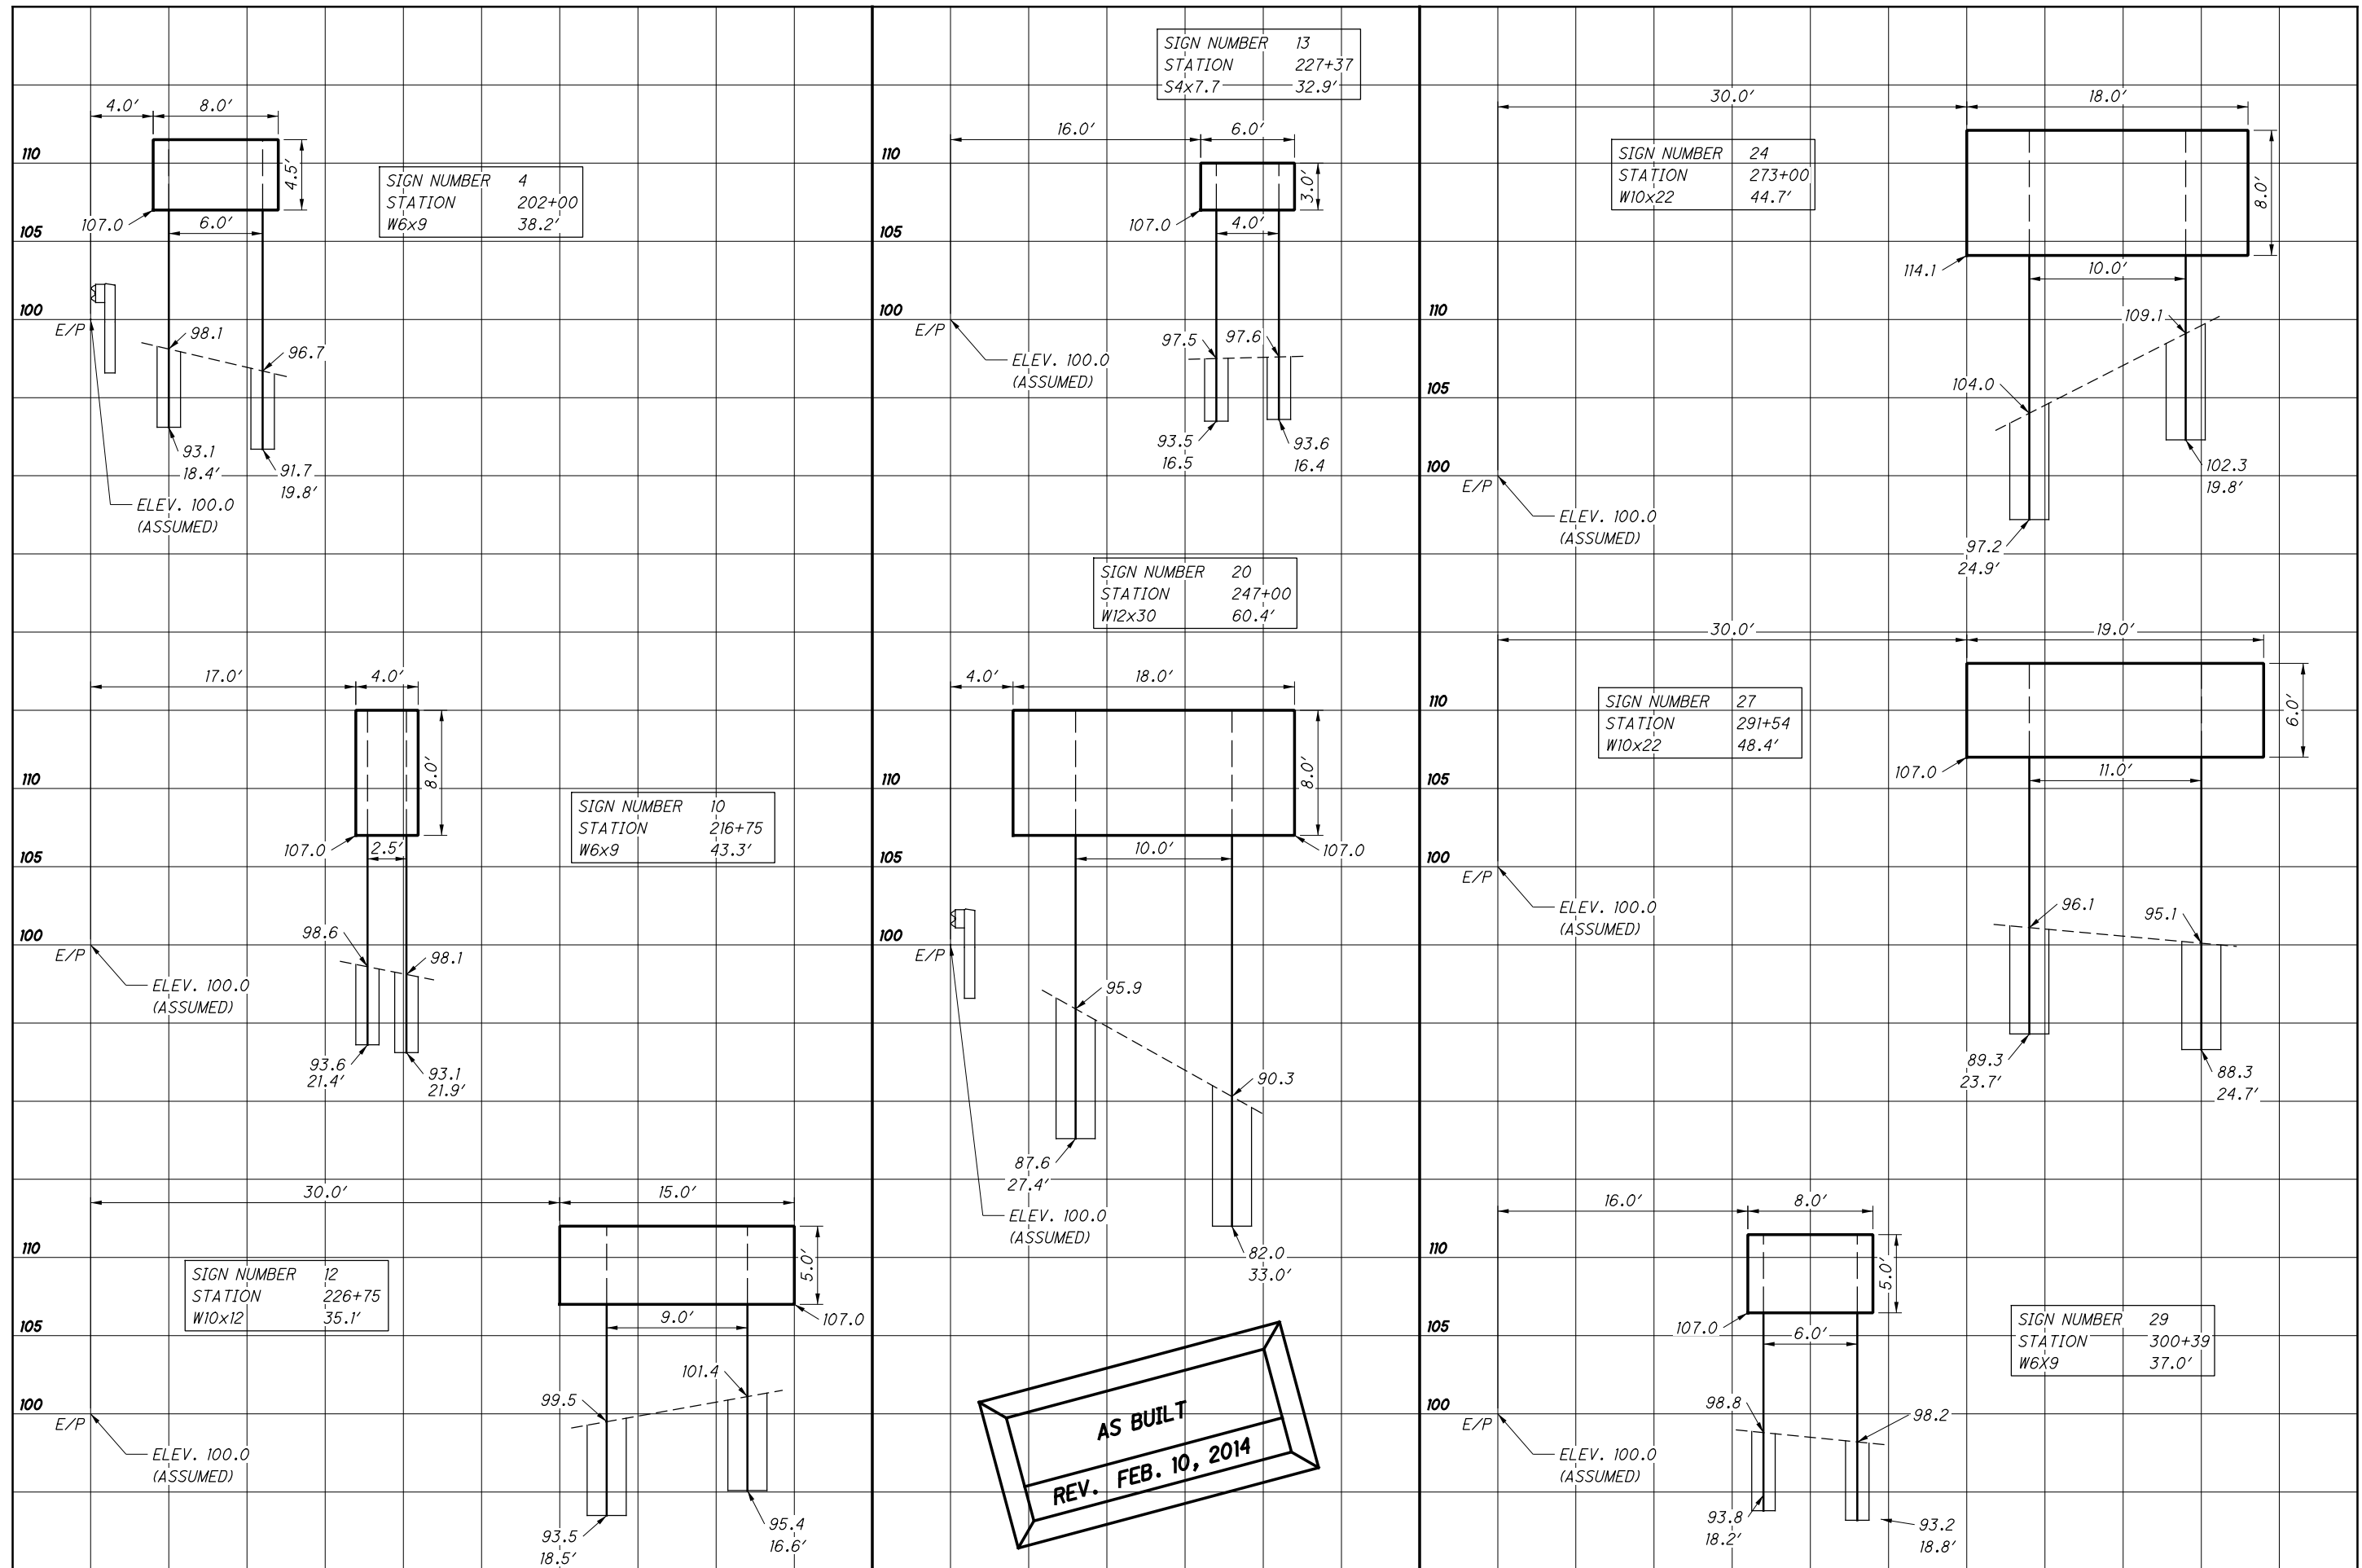 4.0' 8.0'
4.5'
110
SIGN NUMBER 4
STATION 202+00
W6x9 38.2'
107.0
6.0'
105
100
E/P
98.1
96.7
93.1
18.4'
91.7
19.8'
ELEV. 100.0
(ASSUMED)
17.0' 4.0'
8.0'
110
SIGN NUMBER 10
STATION 216+75
W6x9 43.3'
107.0
2.5'
105
98.6
100
E/P
98.1
ELEV. 100.0
(ASSUMED)
93.6
21.4'
93.1
21.9'
30.0' 15.0'
5.0'
110
SIGN NUMBER 12
STATION 226+75
W10x12 35.1'
107.0
9.0'
105
101.4
99.5
100
E/P
ELEV. 100.0
(ASSUMED)
93.5
18.5'
95.4
16.6'
SIGN NUMBER 13
STATION 227+37
S4x7.7 32.9'
16.0' 6.0'
3.0'
110
107.0
4.0'
105
100
E/P
97.5 97.6
ELEV. 100.0
(ASSUMED)
93.5
16.5
93.6
16.4
SIGN NUMBER 20
STATION 247+00
W12x30 60.4'
4.0' 18.0'
8.0'
110
107.0
10.0'
105
100
E/P
95.9
90.3
87.6
27.4'
ELEV. 100.0
(ASSUMED)
82.0
33.0'
AS BUILT
REV. FEB. 10, 2014
30.0' 18.0'
8.0'
SIGN NUMBER 24
STATION 273+00
W10x22 44.7'
114.1
10.0'
110
109.1
105
104.0
100
E/P
102.3
19.8'
ELEV. 100.0
(ASSUMED)
97.2
24.9'
30.0' 19.0'
6.0'
110
SIGN NUMBER 27
STATION 291+54
W10x22 48.4'
107.0
11.0'
105
100
E/P
96.1
95.1
ELEV. 100.0
(ASSUMED)
89.3
23.7'
88.3
24.7'
16.0' 8.0'
5.0'
110
107.0
6.0'
105
SIGN NUMBER 29
STATION 300+39
W6X9 37.0'
98.8
98.2
100
E/P
ELEV. 100.0
(ASSUMED)
93.8
18.2'
93.2
18.8'